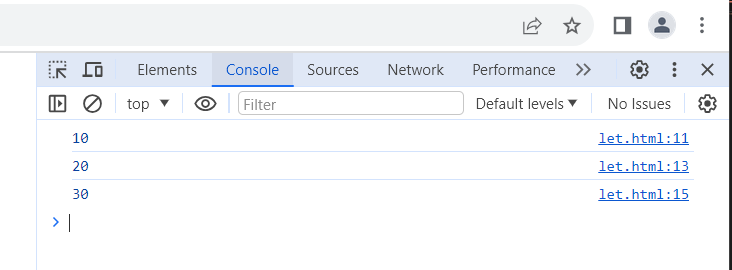 Elements Console Sources Network Performance
top Filter Default levels No Issues
10 let.html:11
20 let.html:13
30 let.html:15